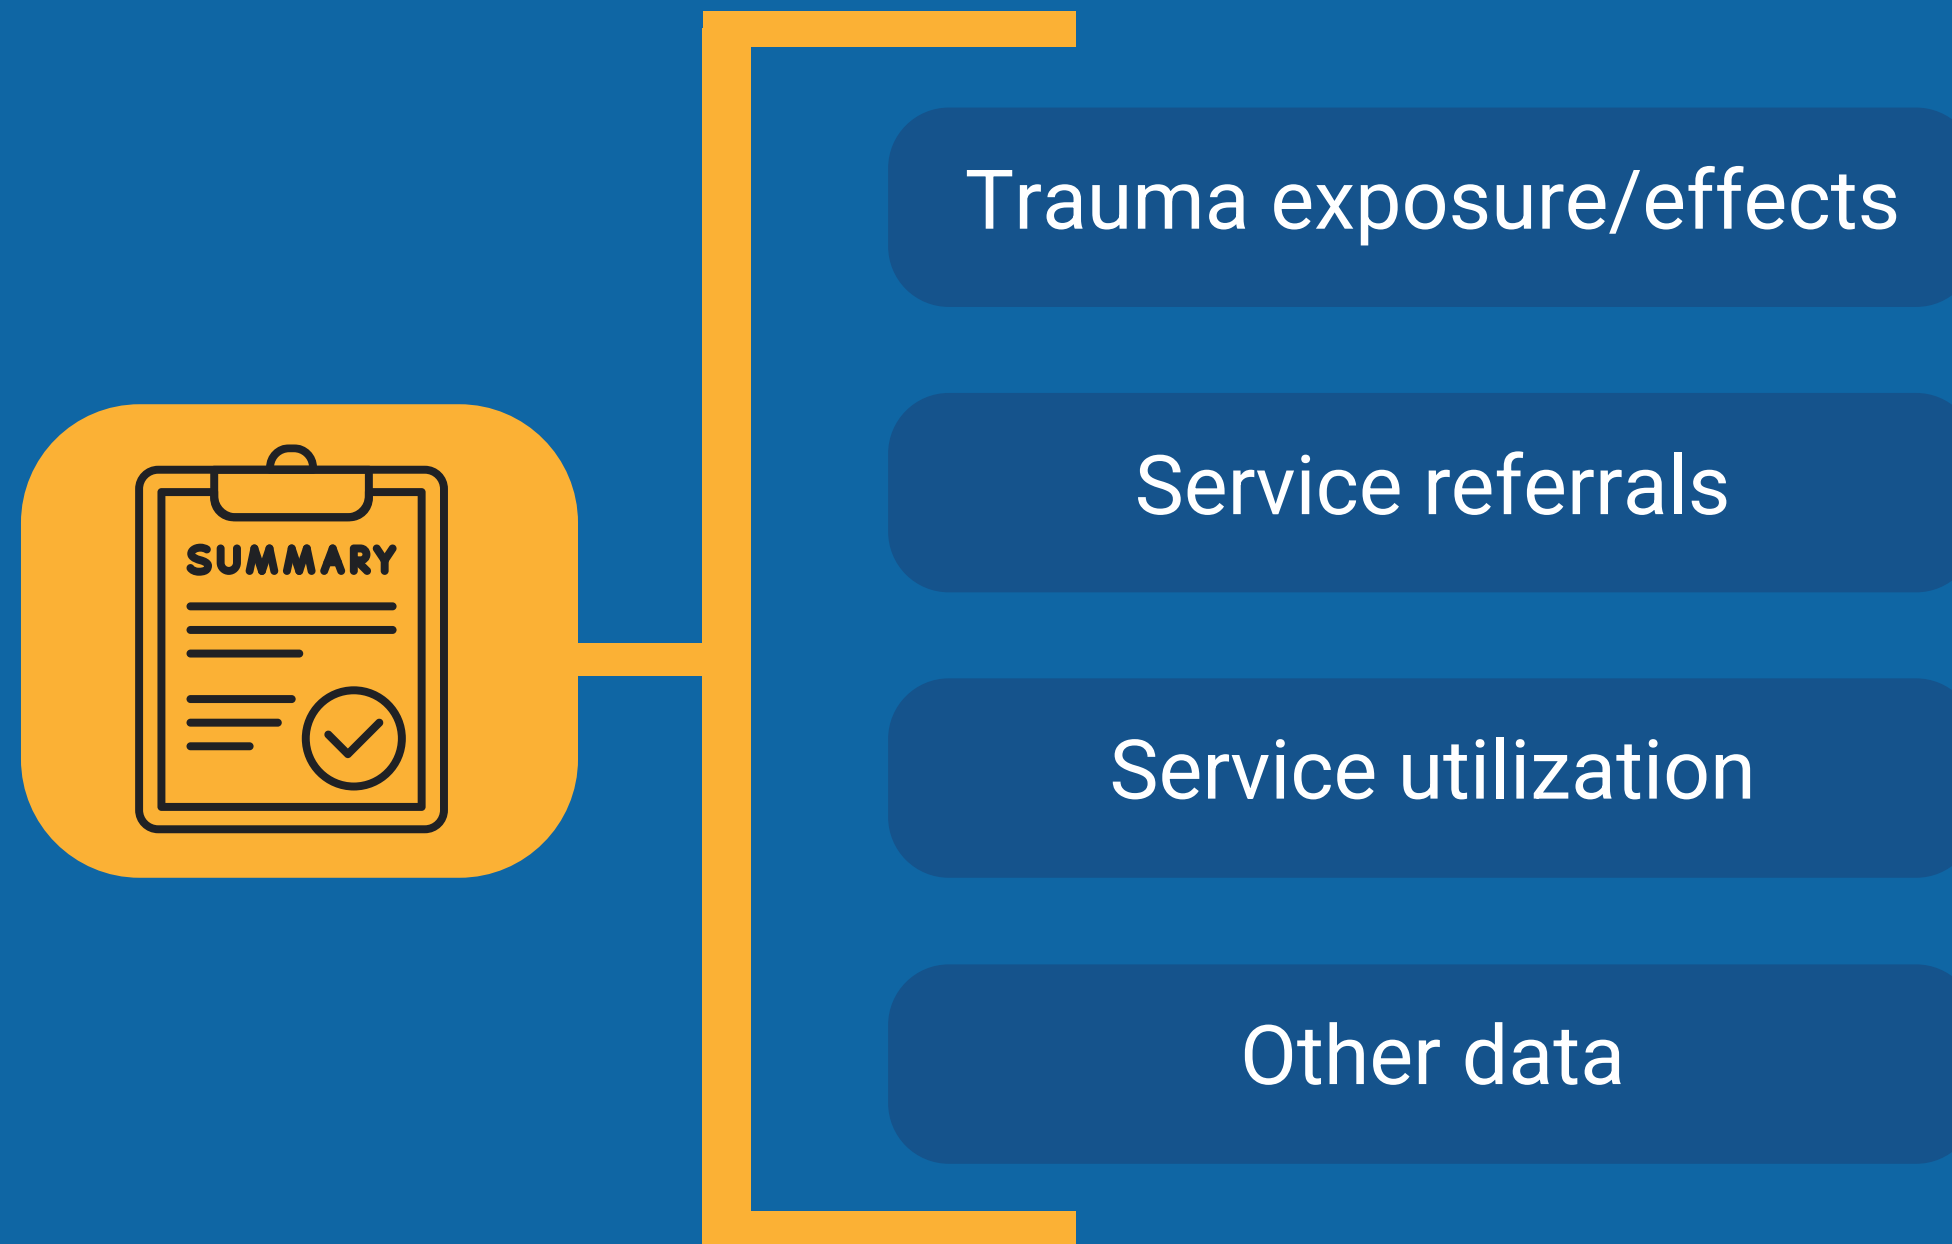 SUMMARY
Trauma exposure/effects
Service referrals
Service utilization
Other data